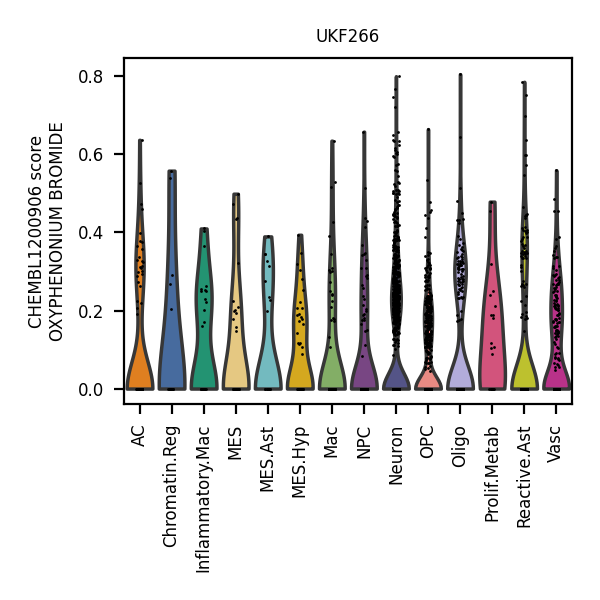 UKF266
CHEMBL1200906 score
OXYPHENONIUM BROMIDE
0.8
0.6
0.4
0.2
0.0
AC
Chromatin.Reg
Inflammatory.Mac
MES
MES.Ast
MES.Hyp
Mac
NPC
Neuron
OPC
Oligo
Prolif.Metab
Reactive.Ast
Vasc